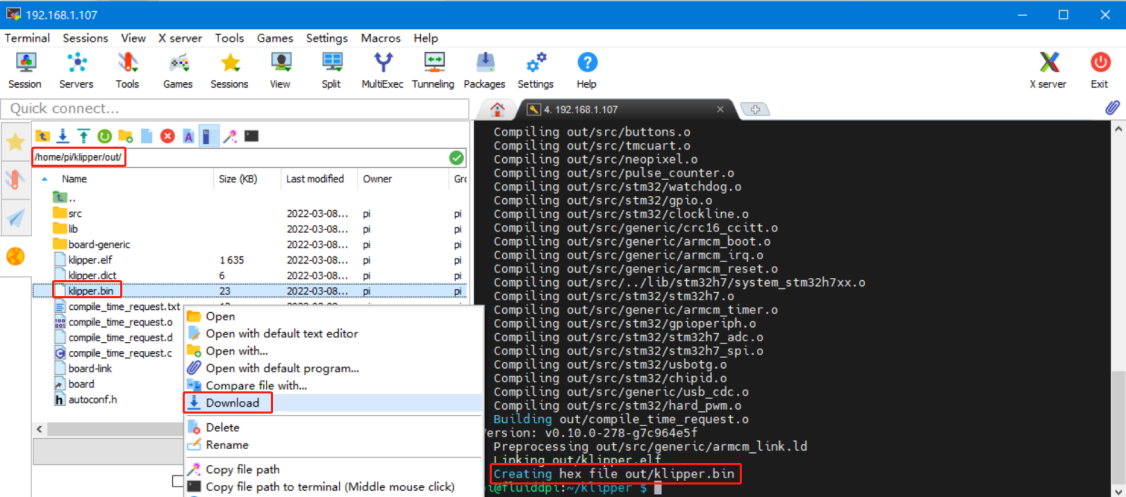 192.168.1.107
Terminal Sessions View X server Tools Games Settings Macros Help
Session Servers Tools Games Sessions View Split MultiExec Tunneling Packages Settings Help X server Exit
Quick connect...
4. 192.168.1.107
/home/pi/klipper/out/
Name Size (KB) Last modified Owner Gr
..
src 2022-03-08... pi pi
lib 2022-03-08... pi pi
board-generic 2022-03-08... pi pi
klipper.elf 1 635 2022-03-08... pi pi
klipper.dict 6 2022-03-08... pi pi
klipper.bin 23 2022-03-08... pi pi
compile_time_request.txt
compile_time_request.o
compile_time_request.d
compile_time_request.c
board-link
board
autoconf.h
Open
Open with default text editor
Open with...
Open with default program...
Compare file with...
Download
Delete
Rename
Copy file path
Copy file path to terminal (Middle mouse click)
Compiling out/src/buttons.o
Compiling out/src/tmcuart.o
Compiling out/src/neopixel.o
Compiling out/src/pulse_counter.o
Compiling out/src/stm32/watchdog.o
Compiling out/src/stm32/gpio.o
Compiling out/src/stm32/clockline.o
Compiling out/src/generic/crc16_ccitt.o
Compiling out/src/generic/armcm_boot.o
Compiling out/src/generic/armcm_irq.o
Compiling out/src/generic/armcm_reset.o
Compiling out/src/../lib/stm32h7/system_stm32h7xx.o
Compiling out/src/stm32/stm32h7.o
Compiling out/src/generic/armcm_timer.o
Compiling out/src/stm32/gpioperiph.o
Compiling out/src/stm32/stm32h7_adc.o
Compiling out/src/stm32/stm32h7_spi.o
Compiling out/src/stm32/usbotg.o
Compiling out/src/stm32/chipid.o
Compiling out/src/generic/usb_cdc.o
Compiling out/src/stm32/hard_pwm.o
Building out/compile_time_request.o
Version: v0.10.0-278-g7c964e5f
Preprocessing out/src/generic/armcm_link.ld
Linking out/klipper.elf
Creating hex file out/klipper.bin
i@fluiddpi:~/klipper $